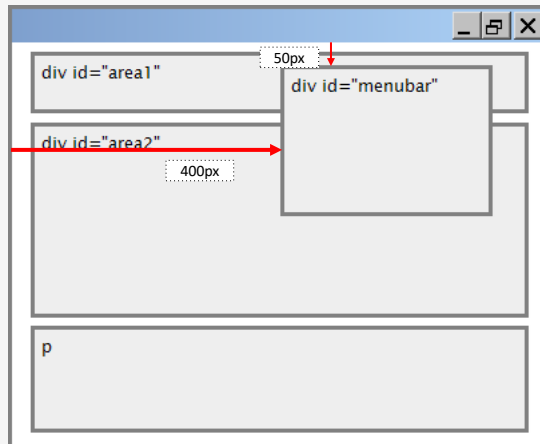 50px
div id="area1"
div id="menubar"
div id="area2"
400px
p